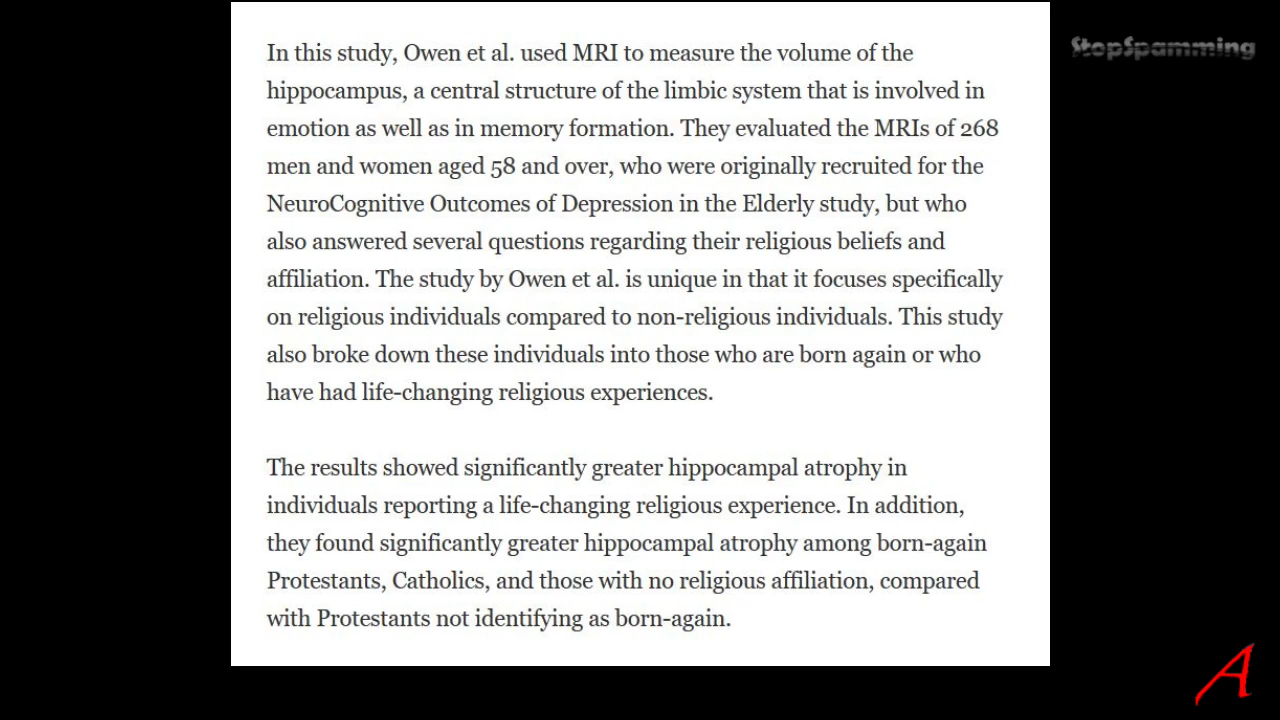 StopSpamming
In this study, Owen et al. used MRI to measure the volume of the
hippocampus, a central structure of the limbic system that is involved in
emotion as well as in memory formation. They evaluated the MRIs of 268
men and women aged 58 and over, who were originally recruited for the
NeuroCognitive Outcomes of Depression in the Elderly study, but who
also answered several questions regarding their religious beliefs and
affiliation. The study by Owen et al. is unique in that it focuses specifically
on religious individuals compared to non-religious individuals. This study
also broke down these individuals into those who are born again or who
have had life-changing religious experiences.
The results showed significantly greater hippocampal atrophy in
individuals reporting a life-changing religious experience. In addition,
they found significantly greater hippocampal atrophy among born-again
Protestants, Catholics, and those with no religious affiliation, compared
with Protestants not identifying as born-again.
A